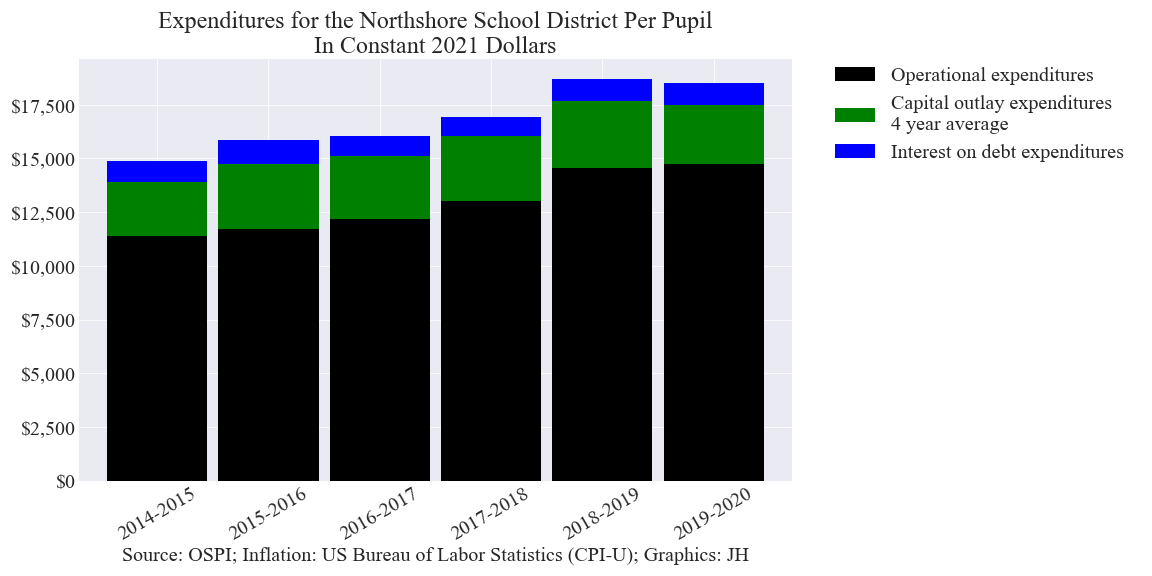 Expenditures for the Northshore School District Per Pupil
In Constant 2021 Dollars
$17,500
$15,000
$12,500
$10,000
$7,500
$5,000
$2,500
$0
2014-2015
2015-2016
2016-2017
2017-2018
2018-2019
2019-2020
Source: OSPI; Inflation: US Bureau of Labor Statistics (CPI-U); Graphics: JH
Operational expenditures
Capital outlay expenditures
4 year average
Interest on debt expenditures